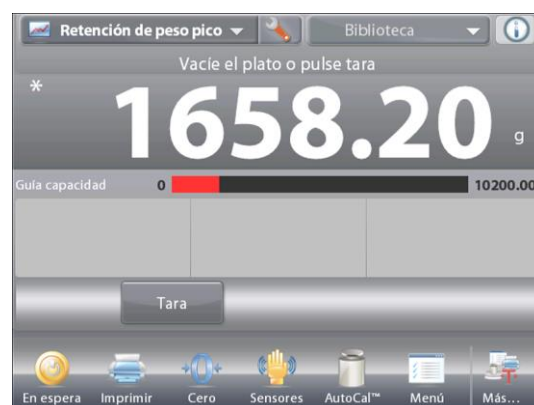 Retención de peso pico Biblioteca
Vacíe el plato o pulse tara
* 1658.20 g
Guía capacidad 0 10200.00
Tara
En espera Imprimir Cero Sensores AutoCal™ Menú Más...